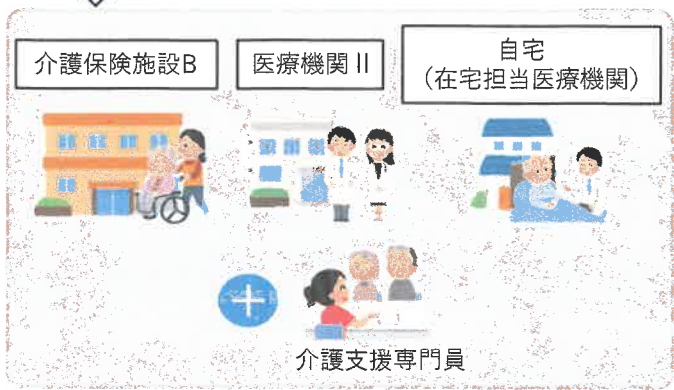 介護保険施設B
医療機関Ⅱ
自宅
（在宅担当医療機関）
介護支援専門員